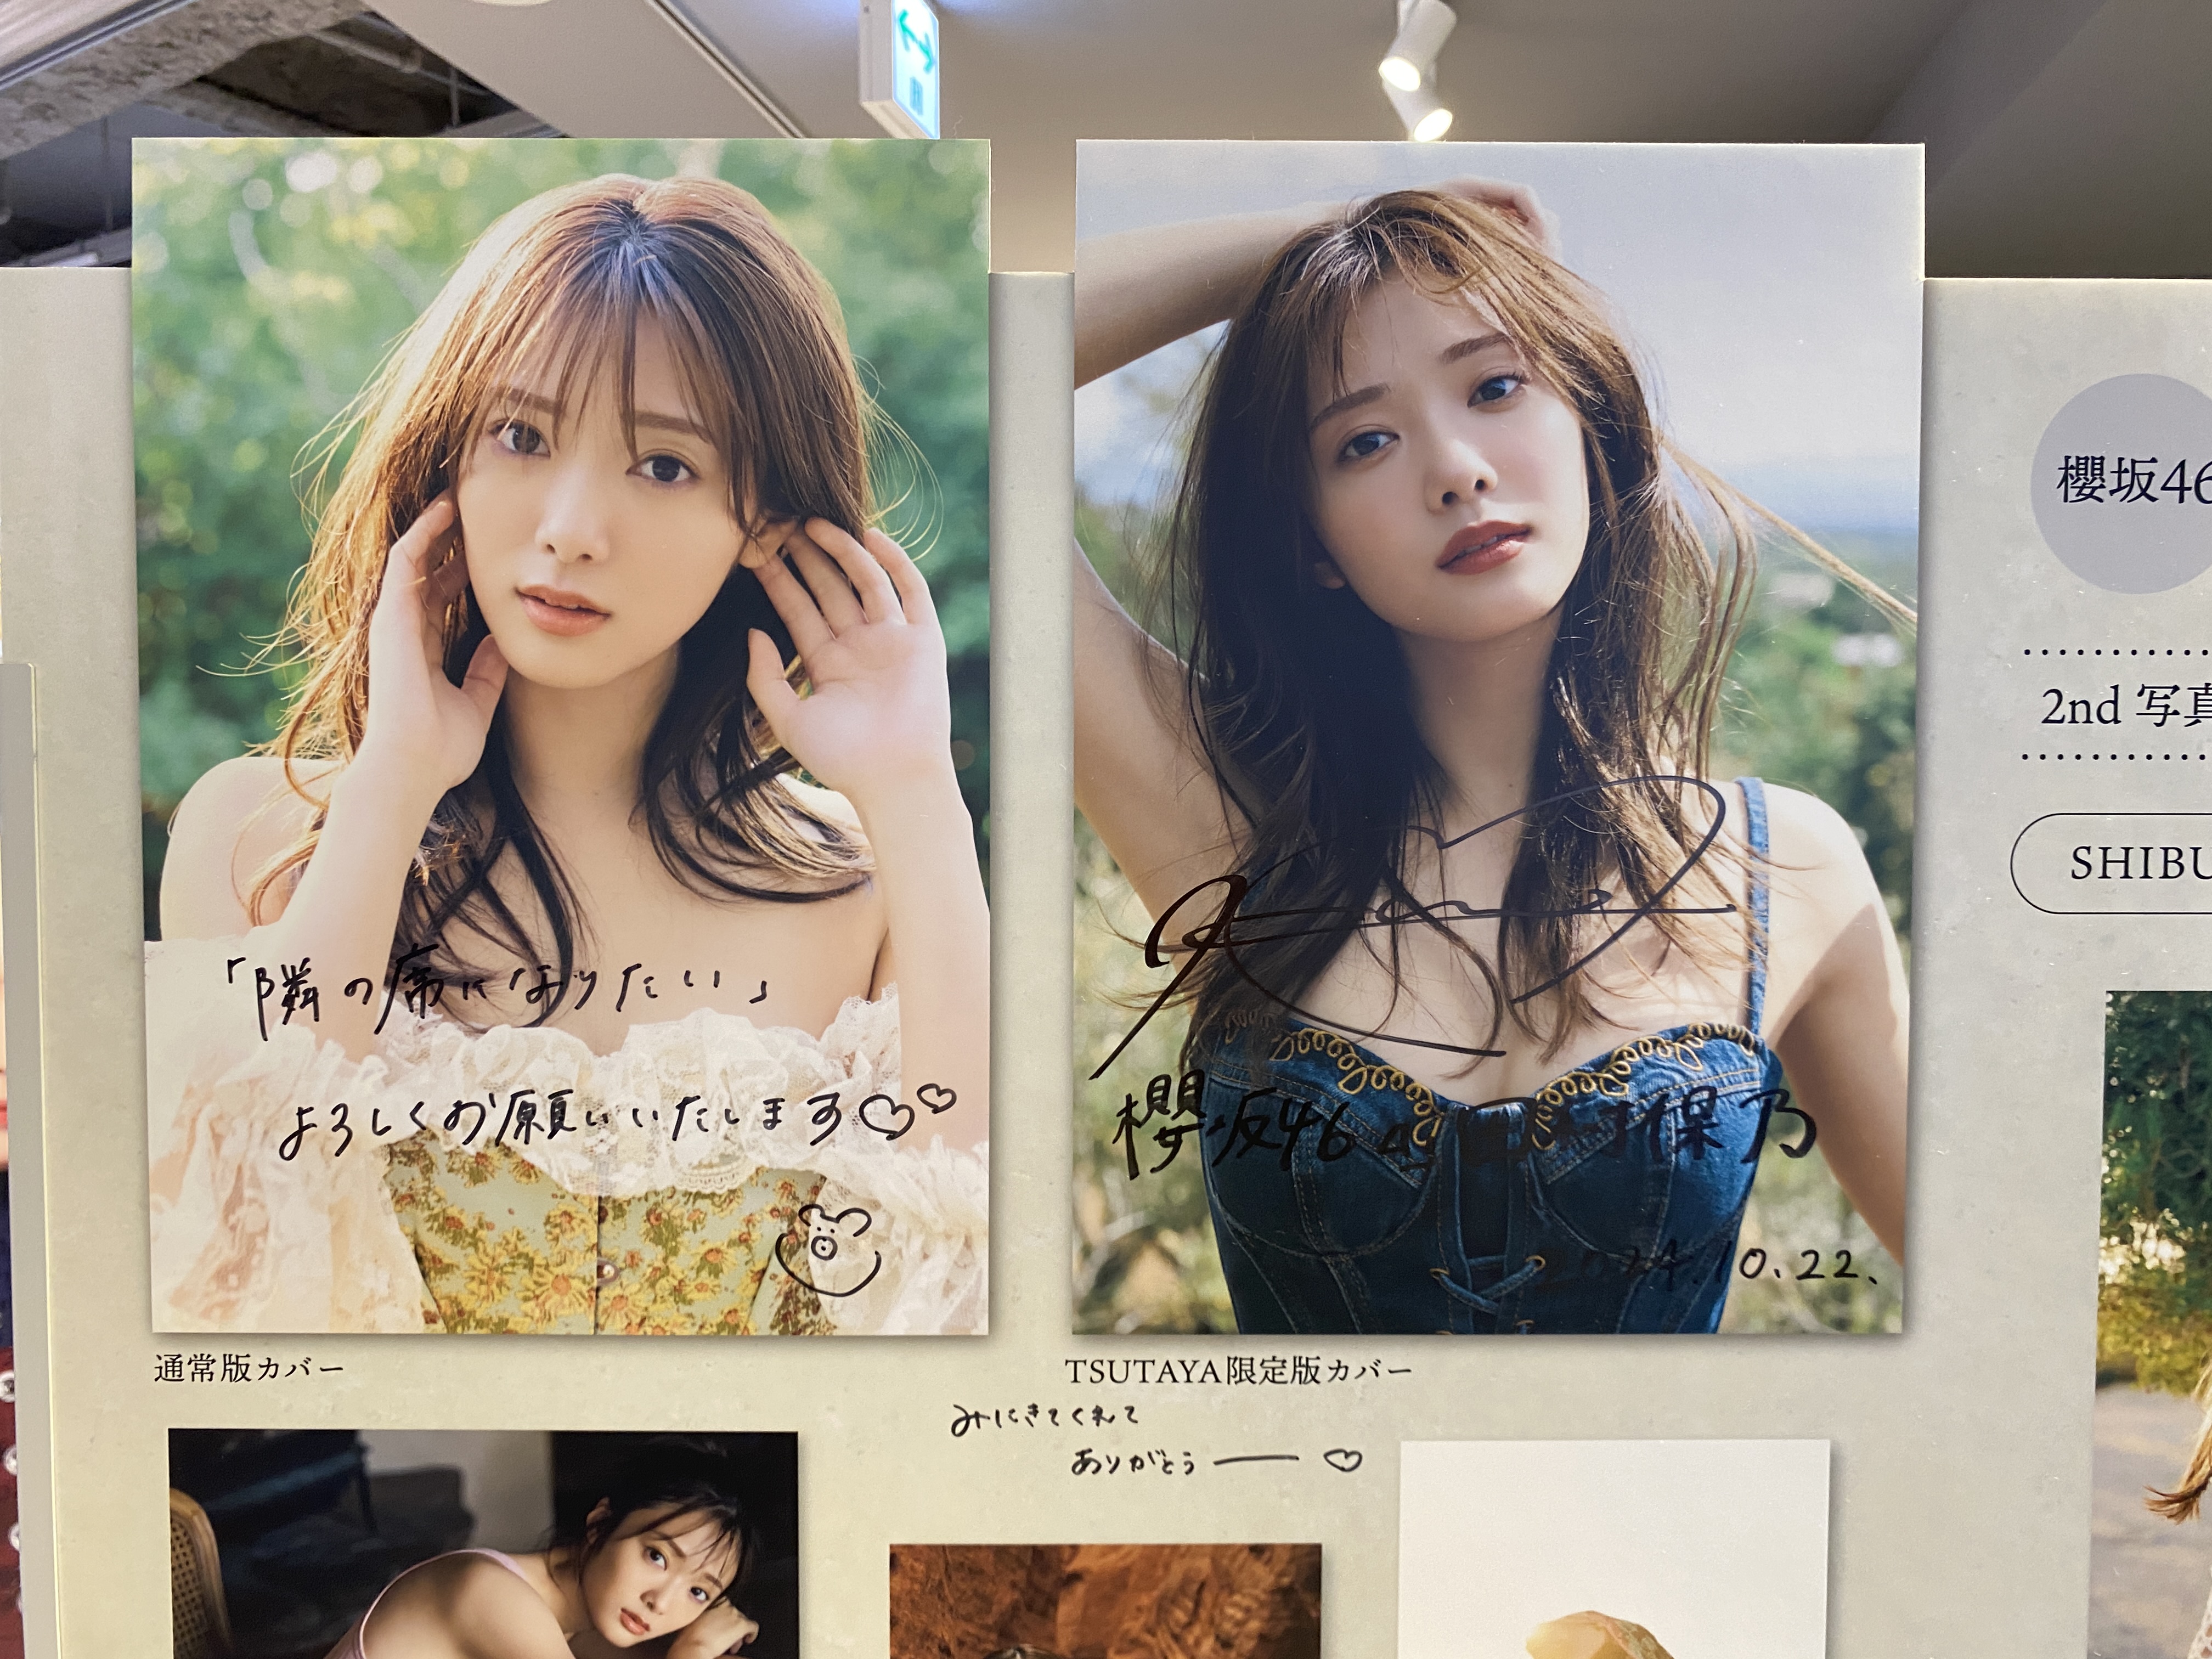 「隣の席になりたい」
よろしくお願いいたします♡♡
櫻坂46の田村保乃
2024.10.22.
通常版カバー
TSUTAYA限定版カバー
みにきてくれて
ありがとう――♡
櫻坂46
2nd 写真
SHIBU